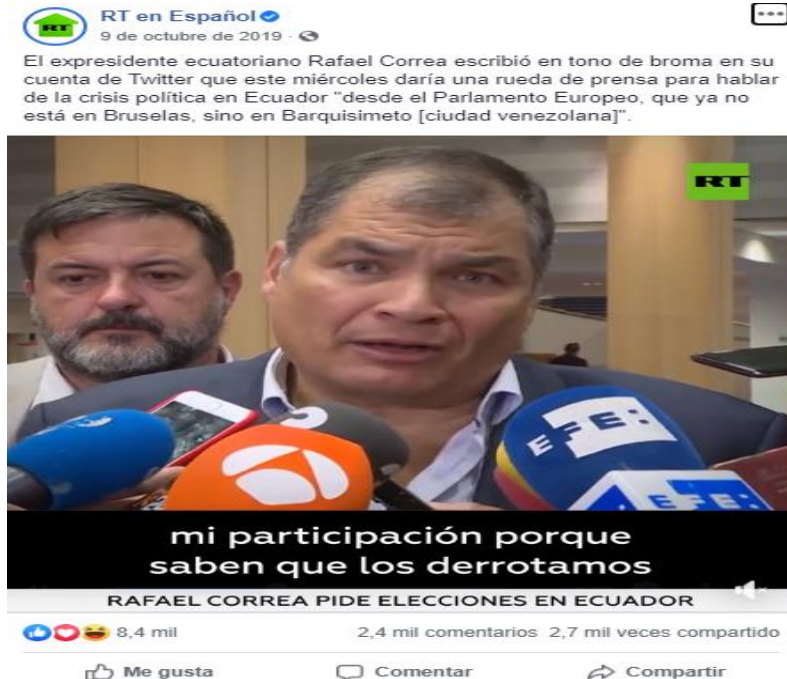 RT en Español
9 de octubre de 2019 ·
El expresidente ecuatoriano Rafael Correa escribió en tono de broma en su
cuenta de Twitter que este miércoles daría una rueda de prensa para hablar
de la crisis política en Ecuador "desde el Parlamento Europeo, que ya no
está en Bruselas, sino en Barquisimeto [ciudad venezolana]".
RT
RT
EFE:
EFE
mi participación porque
saben que los derrotamos
RAFAEL CORREA PIDE ELECCIONES EN ECUADOR
8,4 mil 2,4 mil comentarios 2,7 mil veces compartido
Me gusta Comentar Compartir